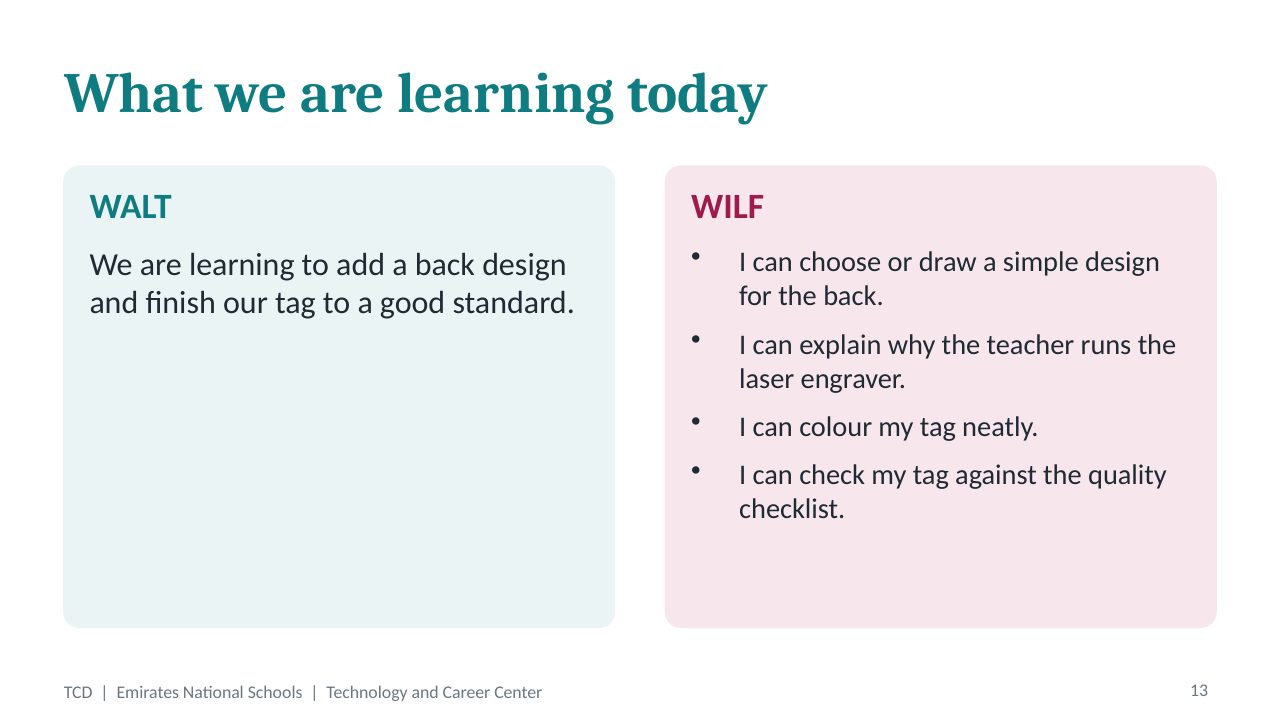 What we are learning today
WALT
We are learning to add a back design
and finish our tag to a good standard.
WILF
• I can choose or draw a simple design
for the back.
• I can explain why the teacher runs the
laser engraver.
• I can colour my tag neatly.
• I can check my tag against the quality
checklist.
TCD | Emirates National Schools | Technology and Career Center
13